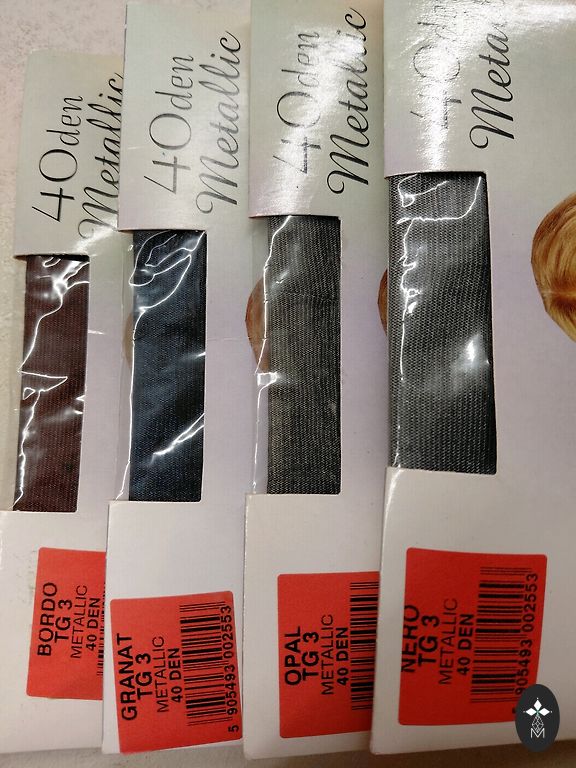 40den
Metallic
40den
Metallic
40den
Metallic
40den
Metal
BORDO
TG 3
METALLIC
40 DEN
GRANAT
TG 3
METALLIC
40 DEN
5 905493 002553
OPAL
TG 3
METALLIC
40 DEN
NERO
TG 3
METALLIC
40 DEN
5 905493 002553
M